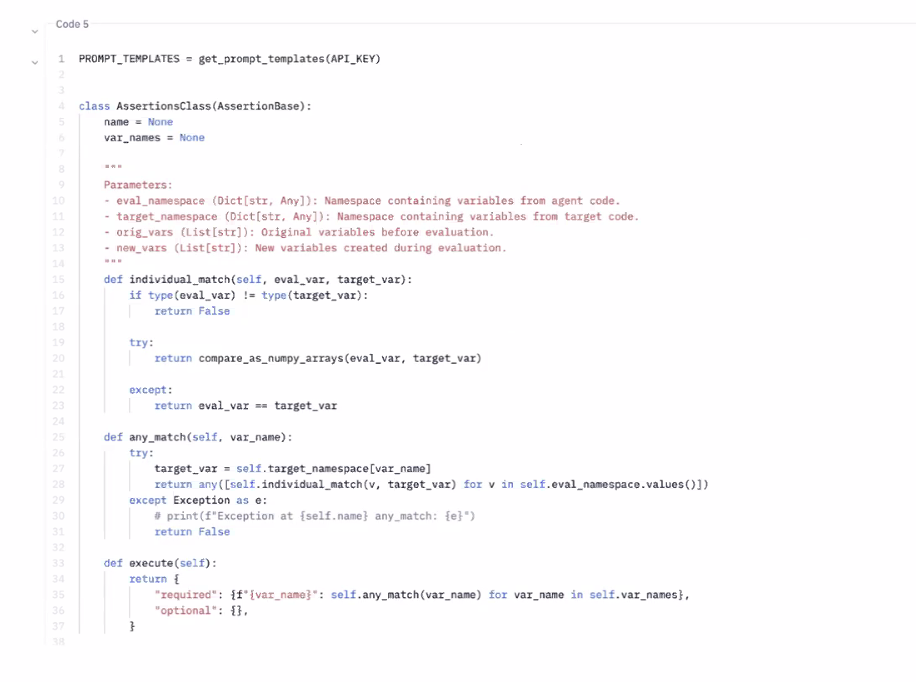 Code 5
1 PROMPT_TEMPLATES = get_prompt_templates(API_KEY)
2
3
4 class AssertionsClass(AssertionBase):
5     name = None
6     var_names = None
7
8     """
9     Parameters:
10     - eval_namespace (Dict[str, Any]): Namespace containing variables from agent code.
11     - target_namespace (Dict[str, Any]): Namespace containing variables from target code.
12     - orig_vars (List[str]): Original variables before evaluation.
13     - new_vars (List[str]): New variables created during evaluation.
14     """
15     def individual_match(self, eval_var, target_var):
16         if type(eval_var) != type(target_var):
17             return False
18
19         try:
20             return compare_as_numpy_arrays(eval_var, target_var)
21
22         except:
23             return eval_var == target_var
24
25     def any_match(self, var_name):
26         try:
27             target_var = self.target_namespace[var_name]
28             return any([self.individual_match(v, target_var) for v in self.eval_namespace.values()])
29         except Exception as e:
30             # print(f"Exception at {self.name} any_match: {e}")
31             return False
32
33     def execute(self):
34         return {
35             "required": {f"{var_name}": self.any_match(var_name) for var_name in self.var_names},
36             "optional": {},
37         }
38